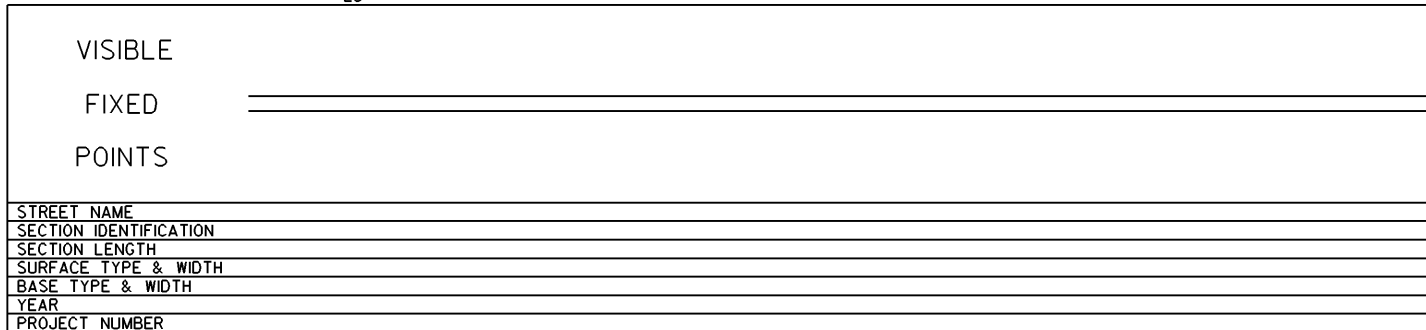 VISIBLE
FIXED
POINTS
STREET NAME
SECTION IDENTIFICATION
SECTION LENGTH
SURFACE TYPE & WIDTH
BASE TYPE & WIDTH
YEAR
PROJECT NUMBER